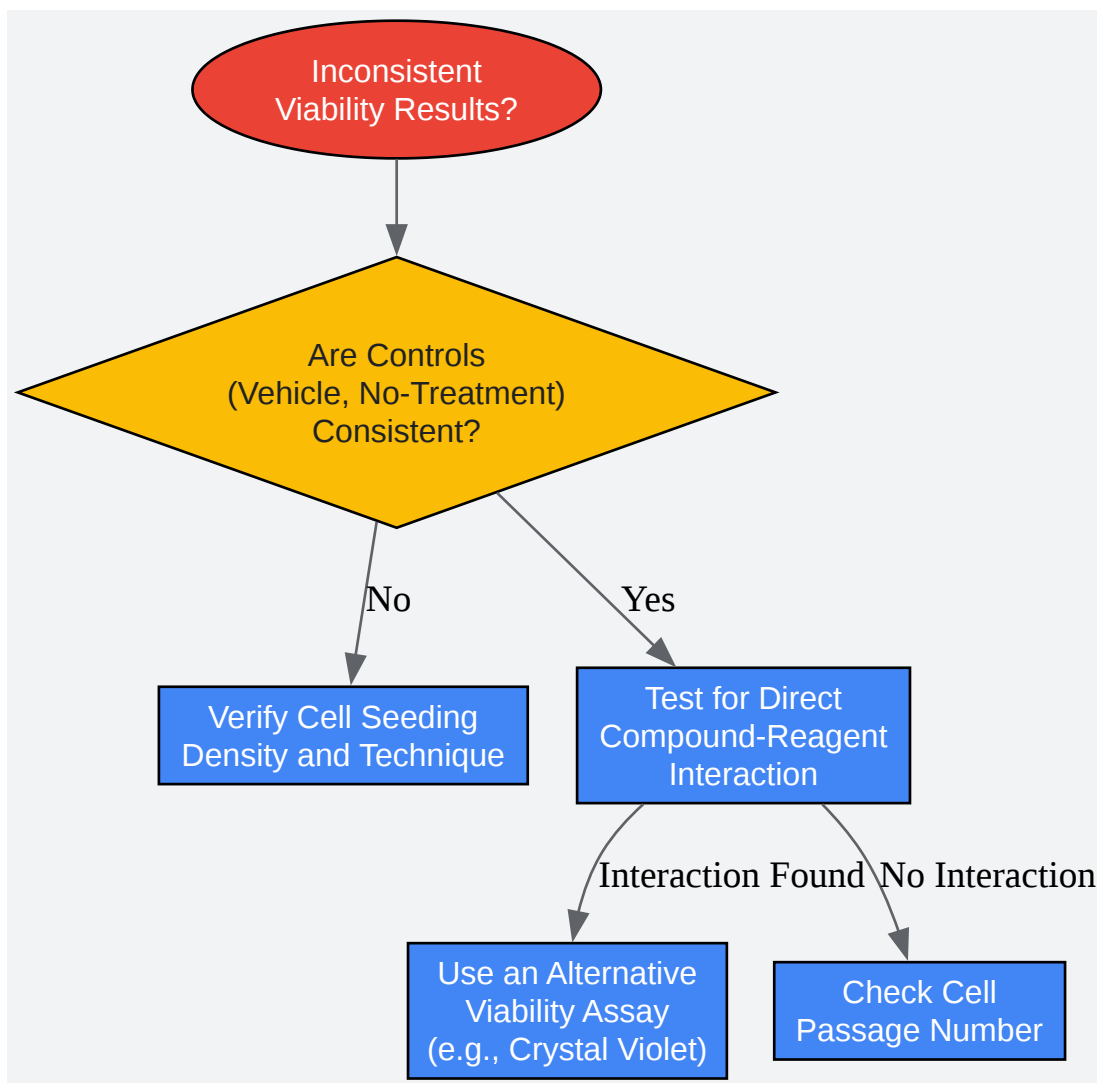 Inconsistent
Viability Results?
Are Controls
(Vehicle, No-Treatment)
Consistent?
No
Yes
Verify Cell Seeding
Density and Technique
Test for Direct
Compound-Reagent
Interaction
Interaction Found
No Interaction
Use an Alternative
Viability Assay
(e.g., Crystal Violet)
Check Cell
Passage Number